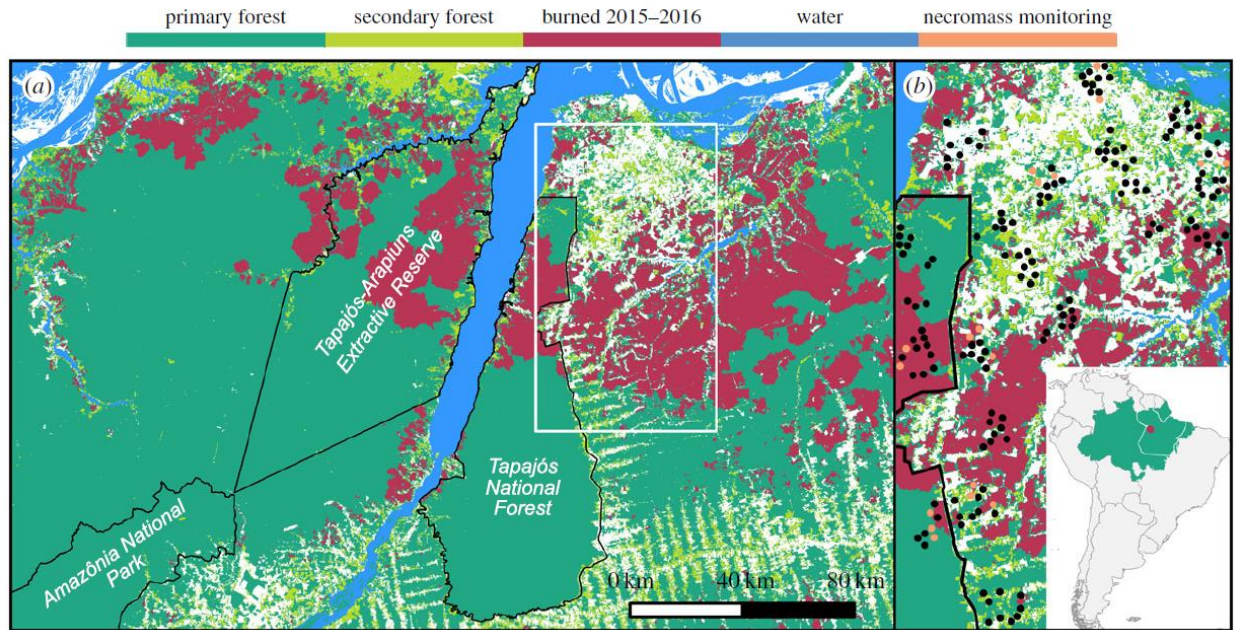 primary forest
secondary forest
burned 2015–2016
water
necromass monitoring
(a)
(b)
Tapajós-Arapiuns
Extractive Reserve
Tapajós
National
Forest
Amazônia National
Park
0 km
40 km
80 km